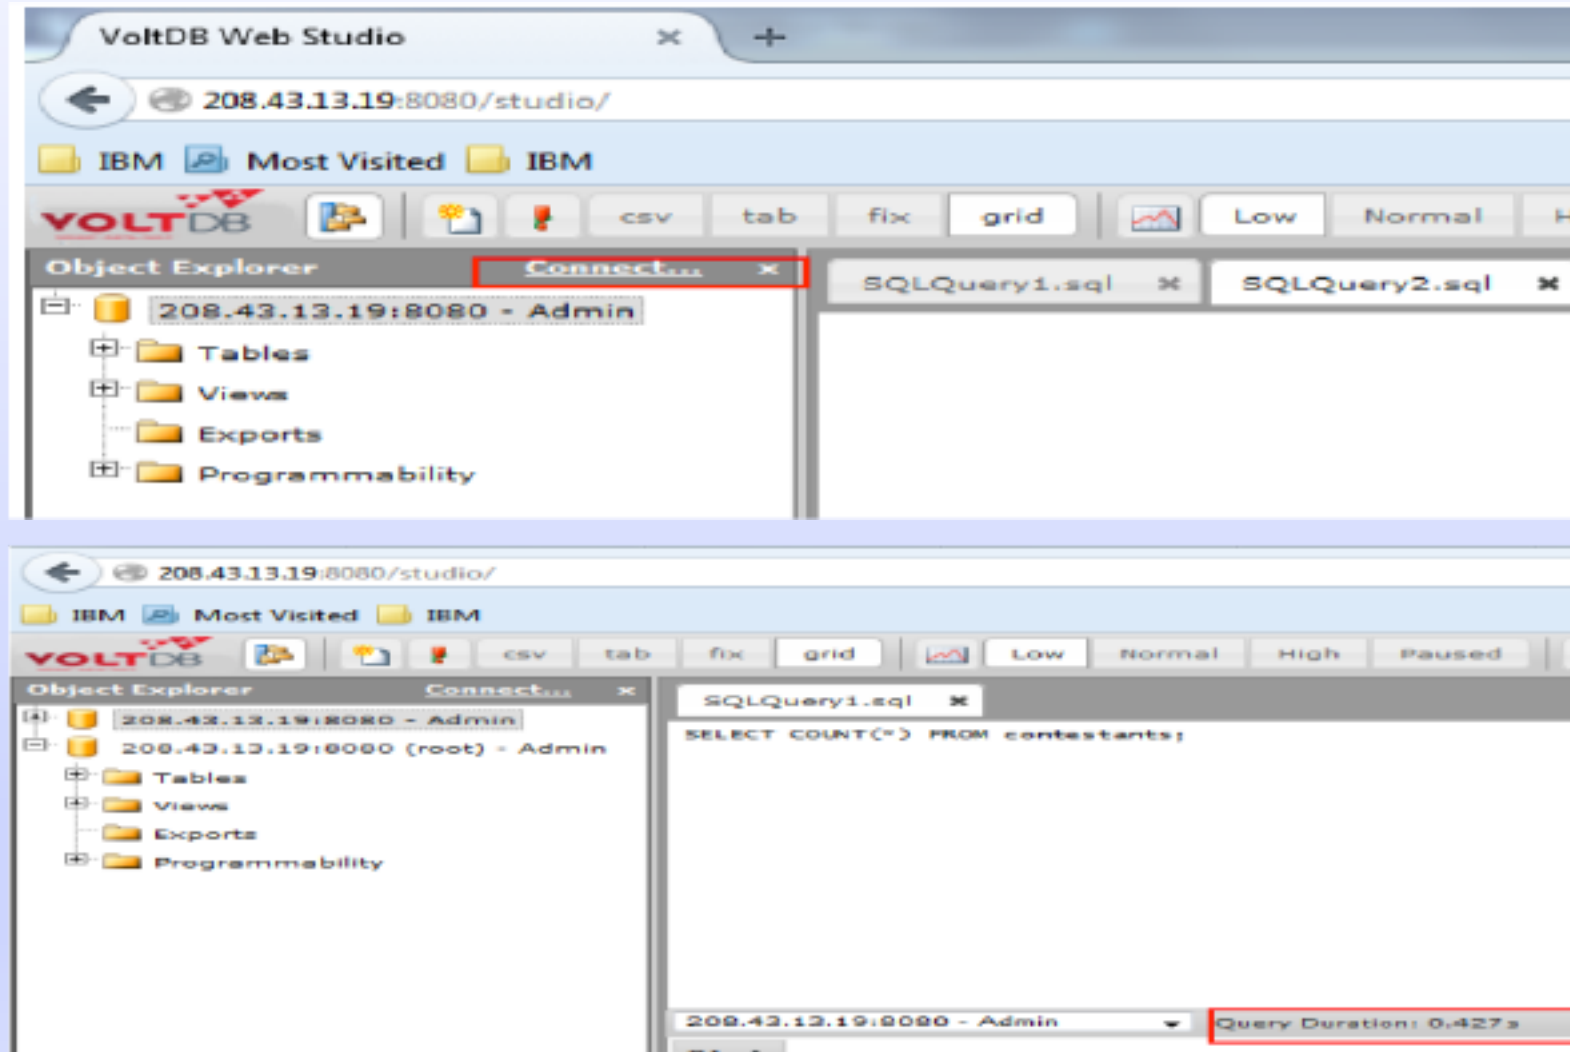 VoltDB Web Studio
208.43.13.19:8080/studio/
IBM Most Visited IBM
VOLTDB csv tab fix grid Low Normal
Object Explorer Connect...
SQLQuery1.sql SQLQuery2.sql
208.43.13.19:8080 - Admin
Tables
Views
Exports
Programmability
208.43.13.19:8080/studio/
IBM Most Visited IBM
VOLTDB csv tab fix grid Low Normal High Paused
Object Explorer Connect...
SQLQuery1.sql
208.43.13.19:8080 - Admin
208.43.13.19:8080 (root) - Admin
Tables
Views
Exports
Programmability
SELECT COUNT(*) FROM contestants;
208.43.13.19:8080 - Admin
Query Duration: 0.427s